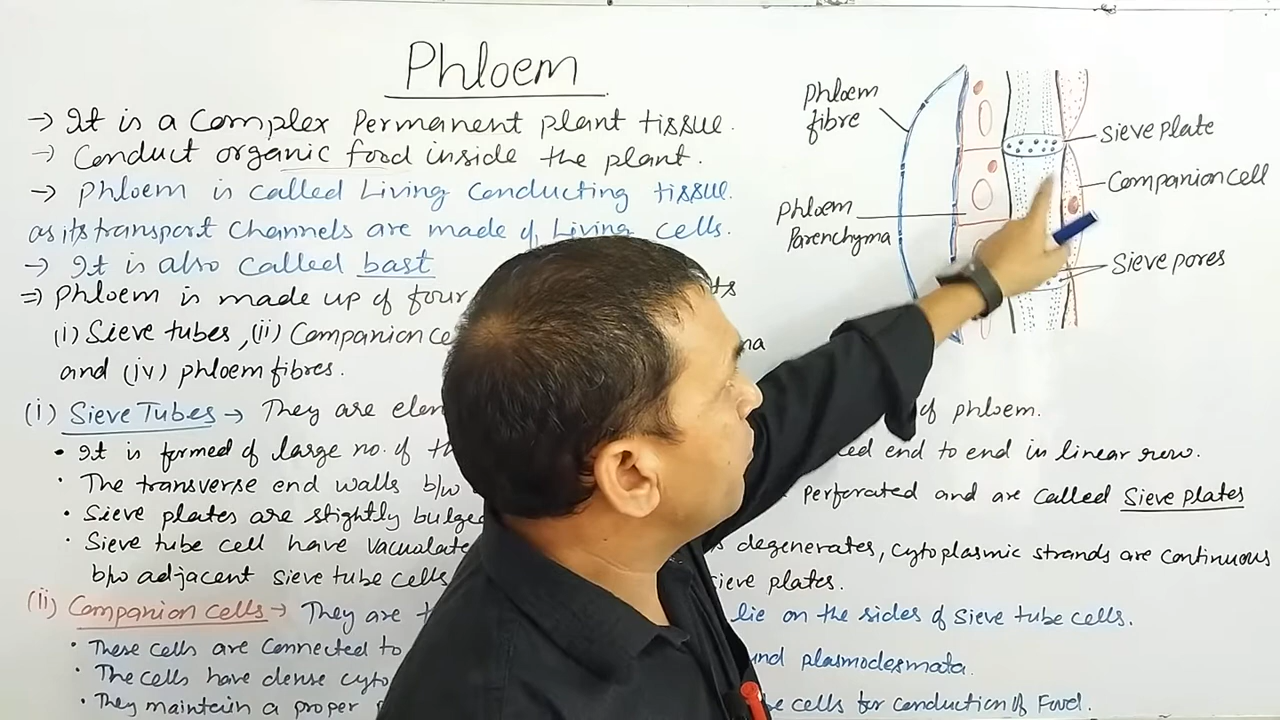 Phloem
→ It is a Complex Permanent plant tissue.
→ Conduct organic food inside the plant.
→ Phloem is called Living Conducting tissue.
as its transport Channels are made of Living cells.
→ It is also called bast
⇒ Phloem is made up of four
(i) Sieve tubes, (ii) Companion
and (iv) phloem fibres.
(i) Sieve Tubes → They are of phloem.
• It is formed of large no. of end to end in linear row.
• The transverse end walls b/w perforated and are called Sieve plates
• Sieve plates are slightly bulged
• Sieve tube cell have vacuolate degenerates, cytoplasmic strands are continuous
b/w adjacent sieve tube cells sieve plates.
(ii) Companion cells → They are lie on the sides of sieve tube cells.
• These cells are connected to plasmodesmata.
• The cells have dense
• They maintain a proper cells for conduction of Food.
Phloem
fibre
Phloem
Parenchyma
Sieve plate
Companion cell
Sieve pores